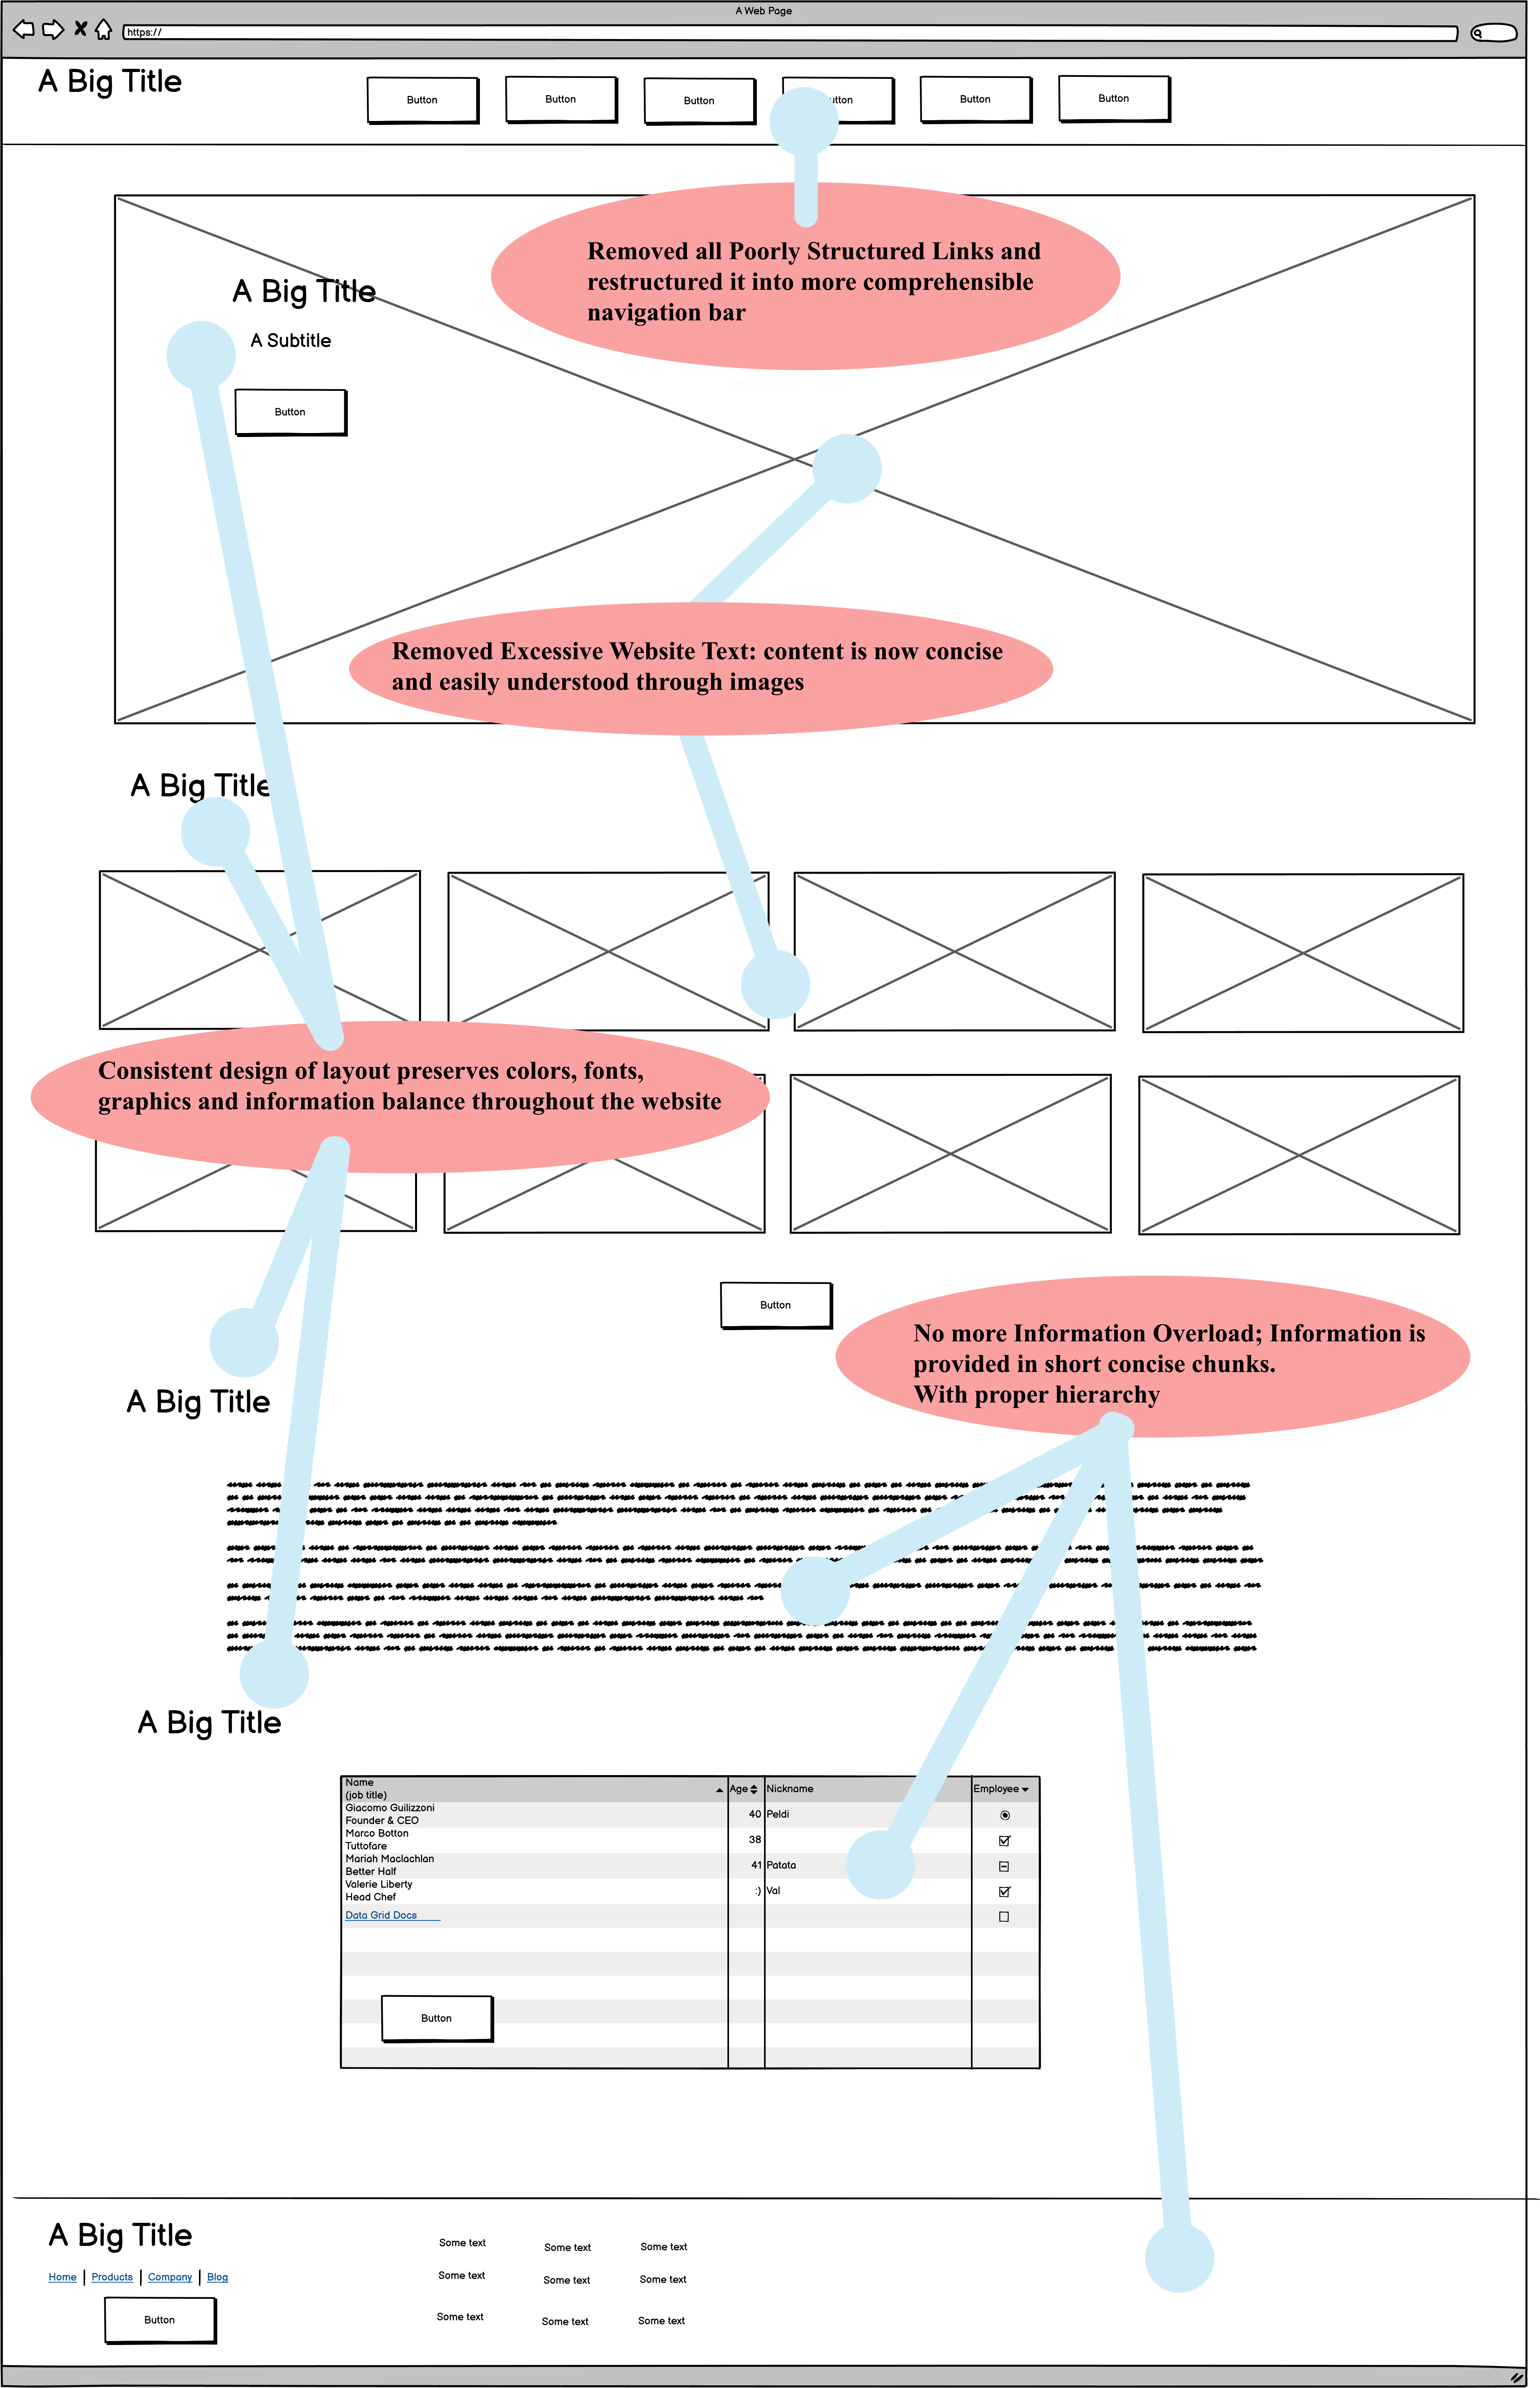 A Web Page
https://
A Big Title
Button
Button
Button
utton
Button
Button
Removed all Poorly Structured Links and
restructured it into more comprehensible
navigation bar
A Big Title
A Subtitle
Button
Removed Excessive Website Text: content is now concise
and easily understood through images
A Big Title
Consistent design of layout preserves colors, fonts,
graphics and information balance throughout the website
Button
No more Information Overload; Information is
provided in short concise chunks.
With proper hierarchy
A Big Title
A Big Title
Name
(job title)
Age
Nickname
Employee
Giacomo Guilizzoni
Founder & CEO
40
Peldi
Marco Botton
Tuttofare
38
Mariah Maclachlan
Better Half
41
Patata
Valerie Liberty
Head Chef
:)
Val
Data Grid Docs
Button
A Big Title
Home | Products | Company | Blog
Button
Some text
Some text
Some text
Some text
Some text
Some text
Some text
Some text
Some text